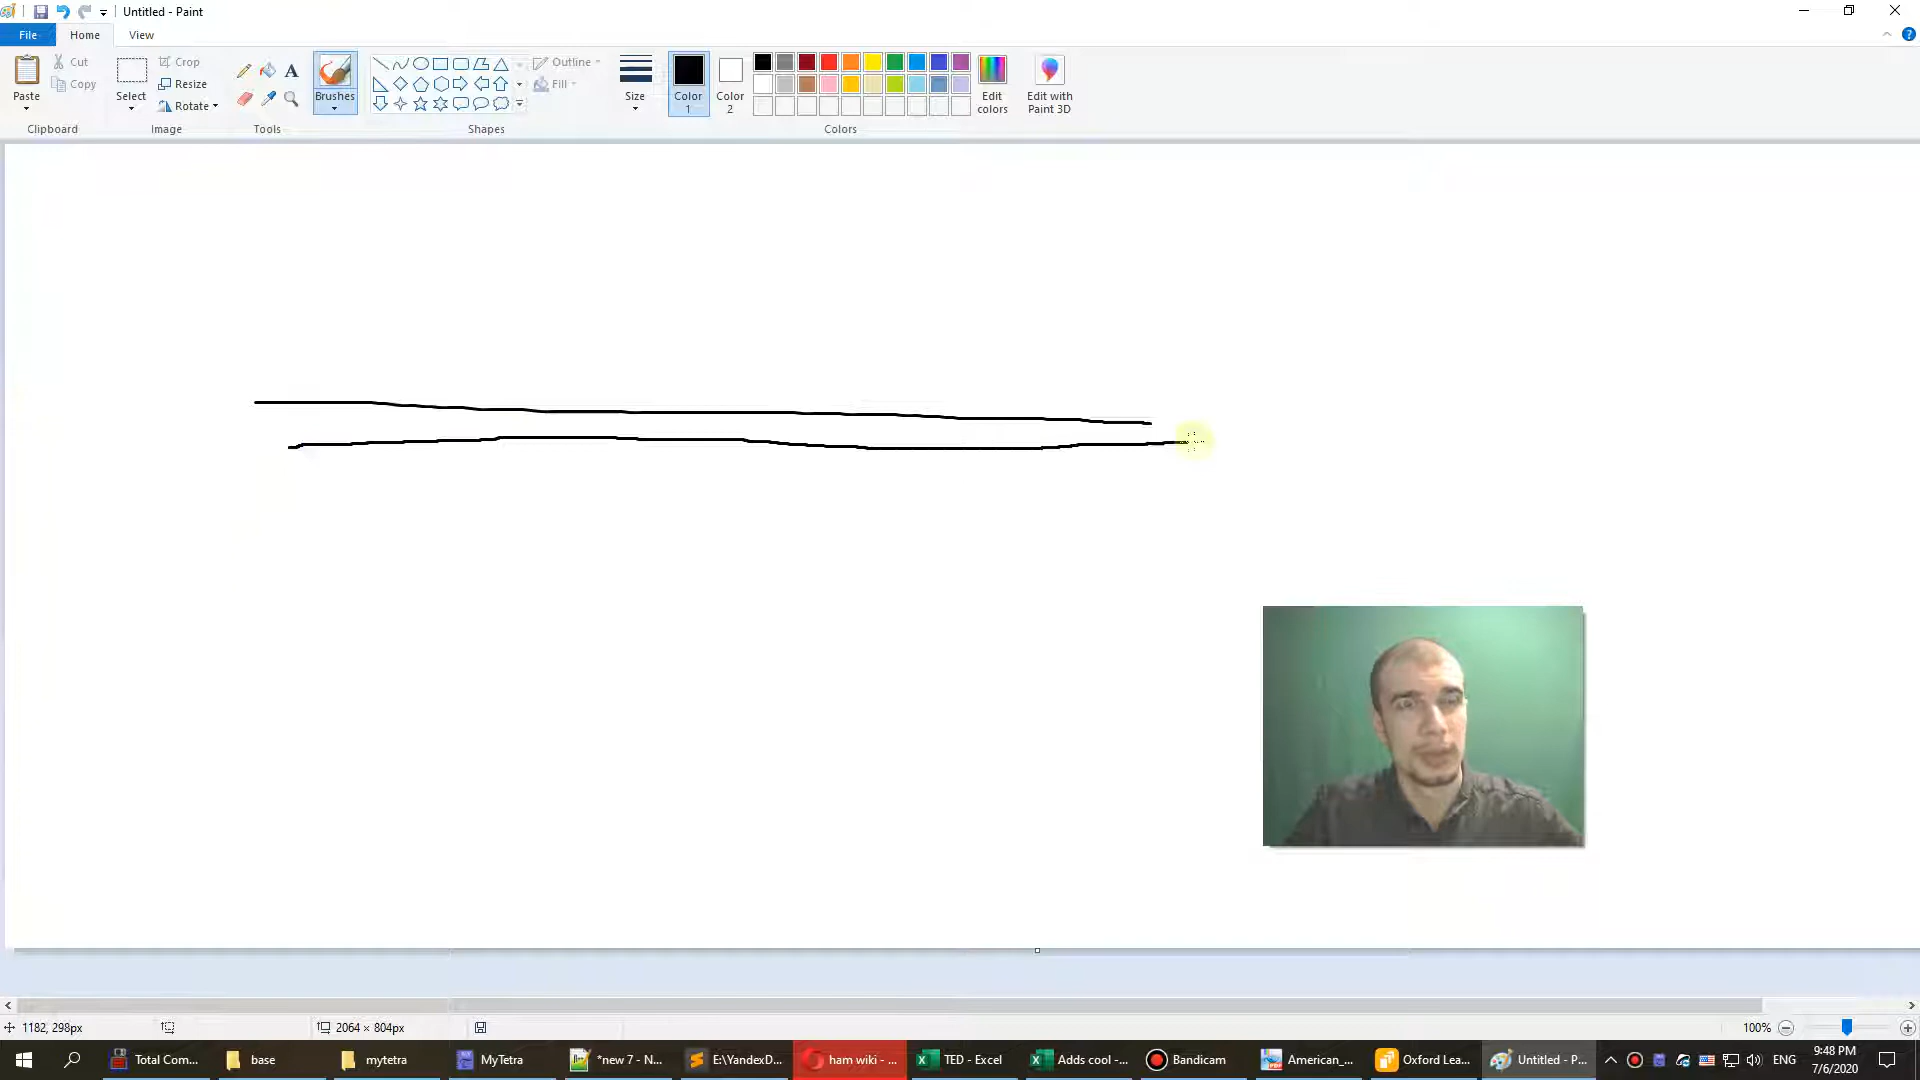 Untitled - Paint
File Home View
Paste
Cut
Copy
Clipboard
Select
Crop
Resize
Rotate
Image
A
Tools
Brushes
Shapes
Outline
Fill
Size
Color 1
Color 2
Edit colors
Edit with Paint 3D
Colors
1182, 298px
2064 × 804px
100%
Total Com...
base
mytetra
MyTetra
*new 7 - N...
E:\YandexD...
ham wiki - ...
TED - Excel
Adds cool -...
Bandicam
American_...
Oxford Lea...
Untitled - P...
ENG
9:48 PM
7/6/2020